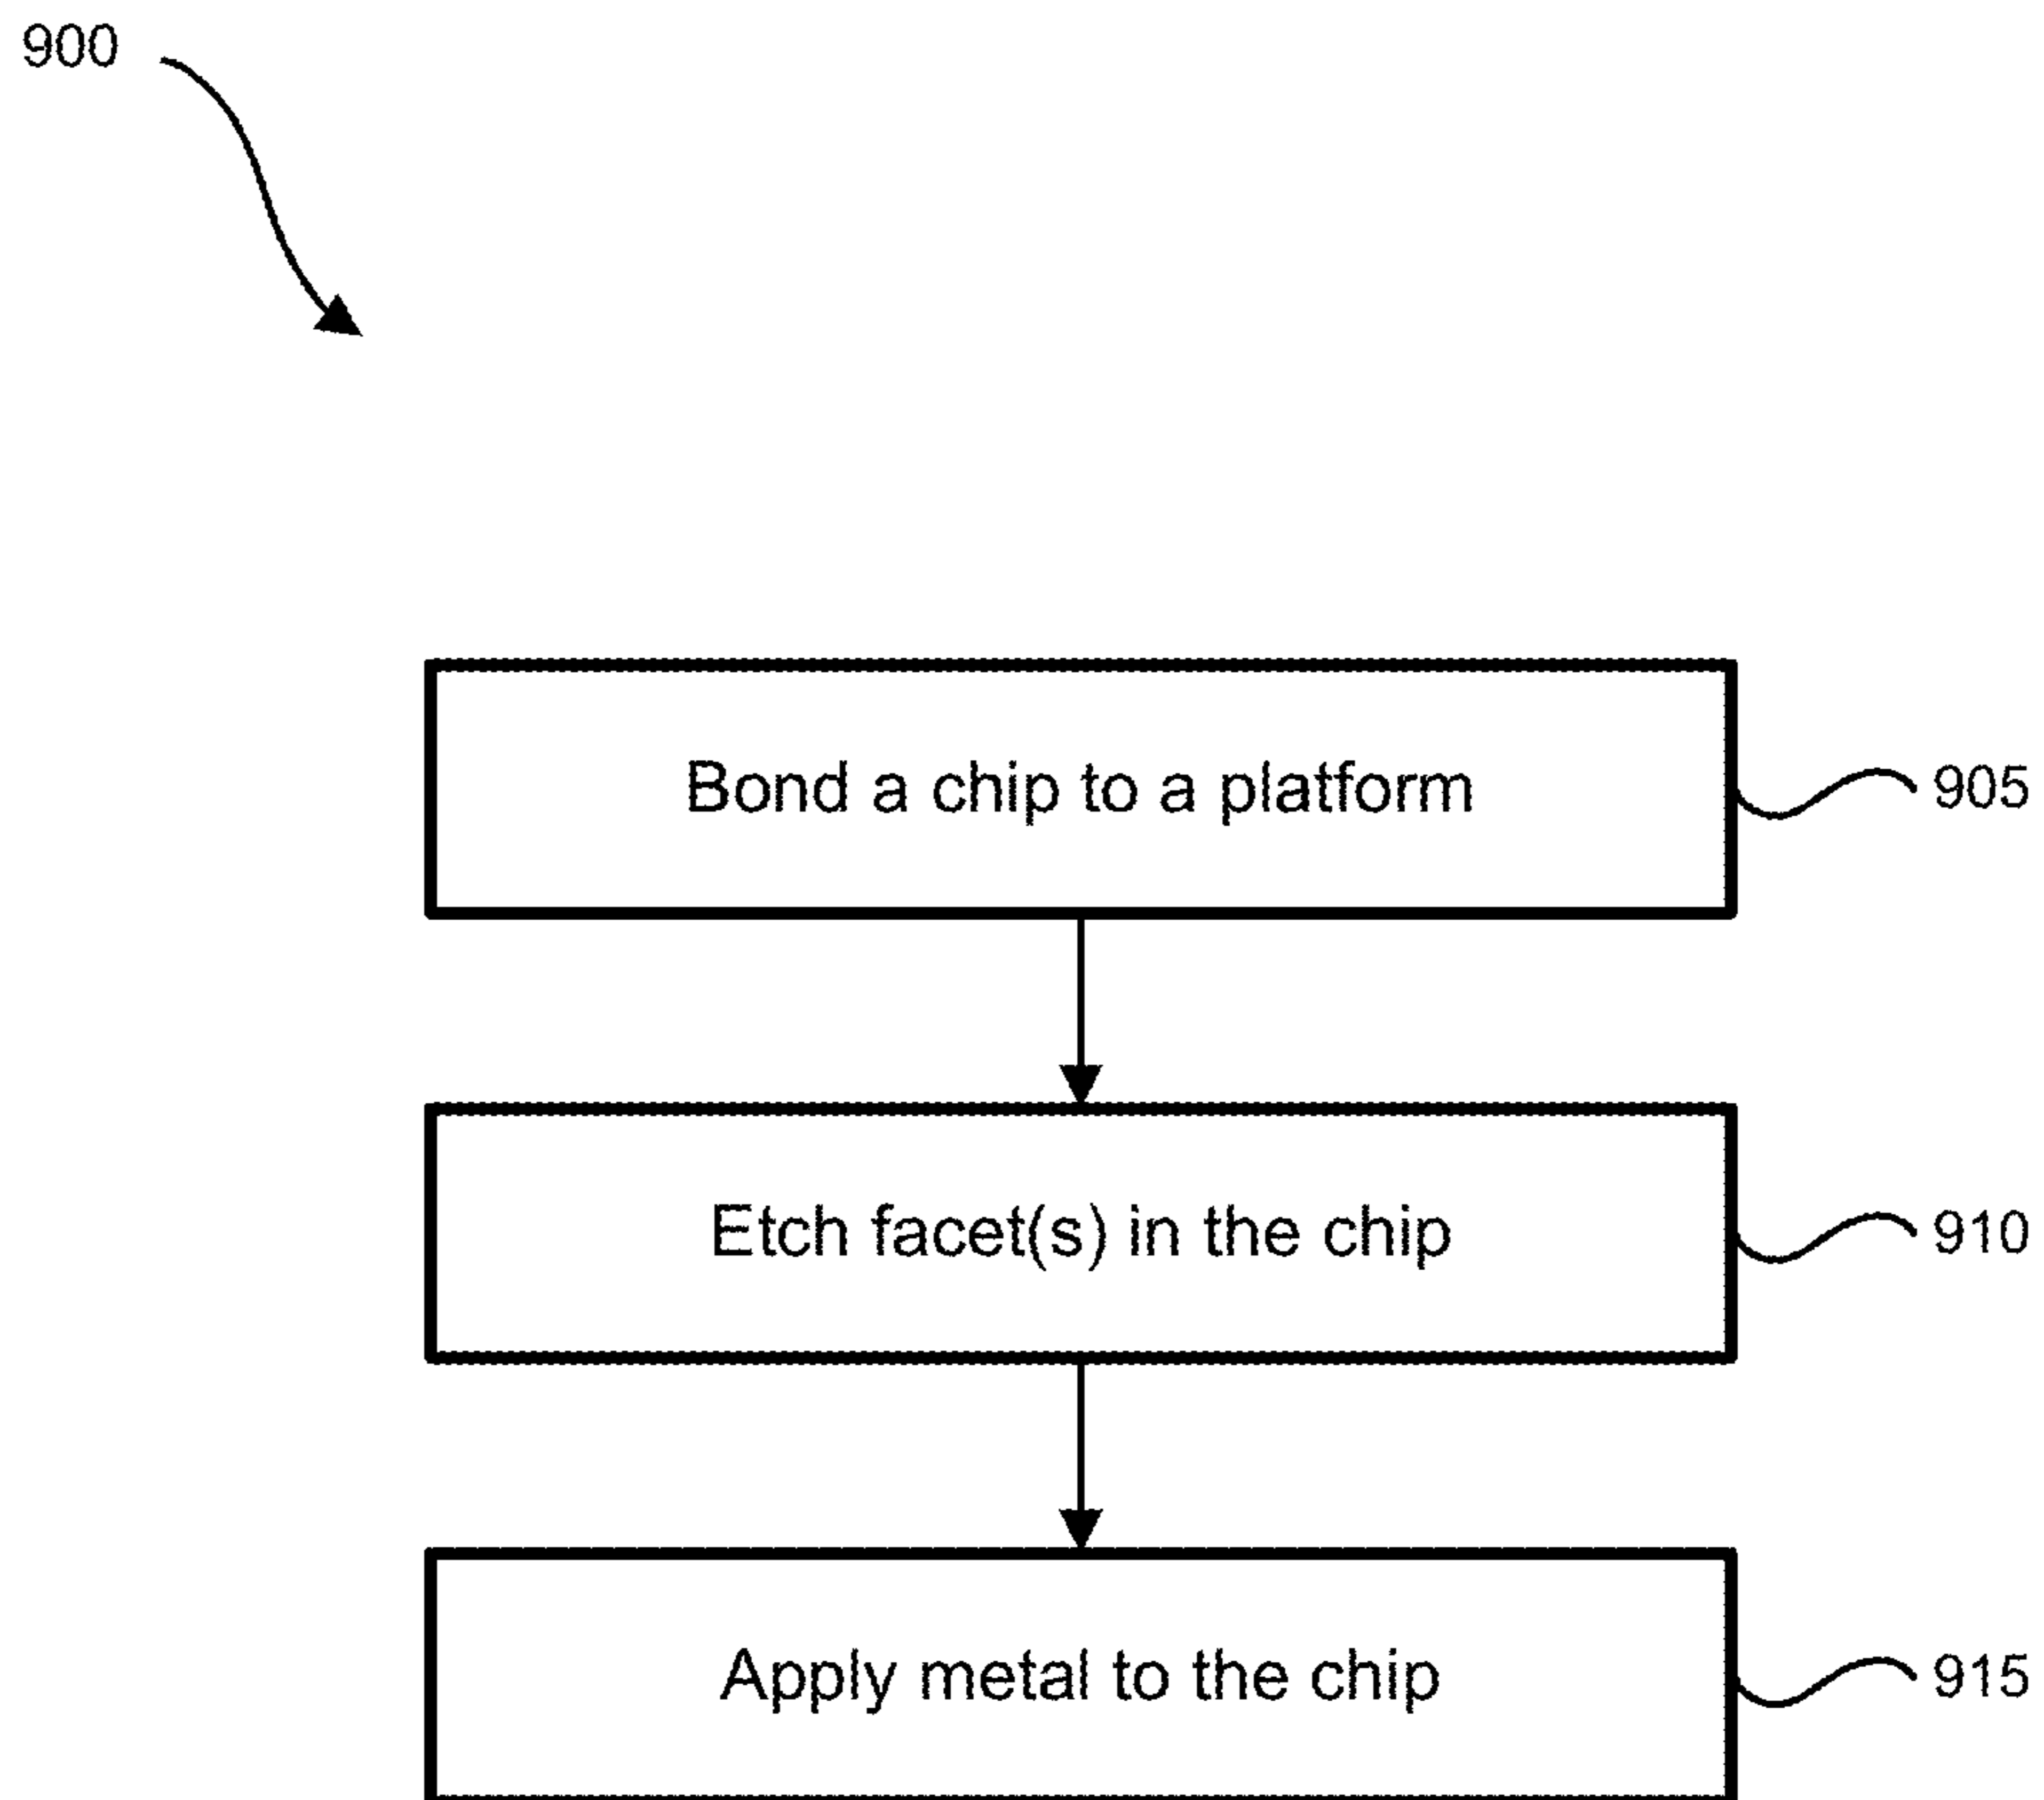 900
Bond a chip to a platform
905
Etch facet(s) in the chip
910
Apply metal to the chip
915